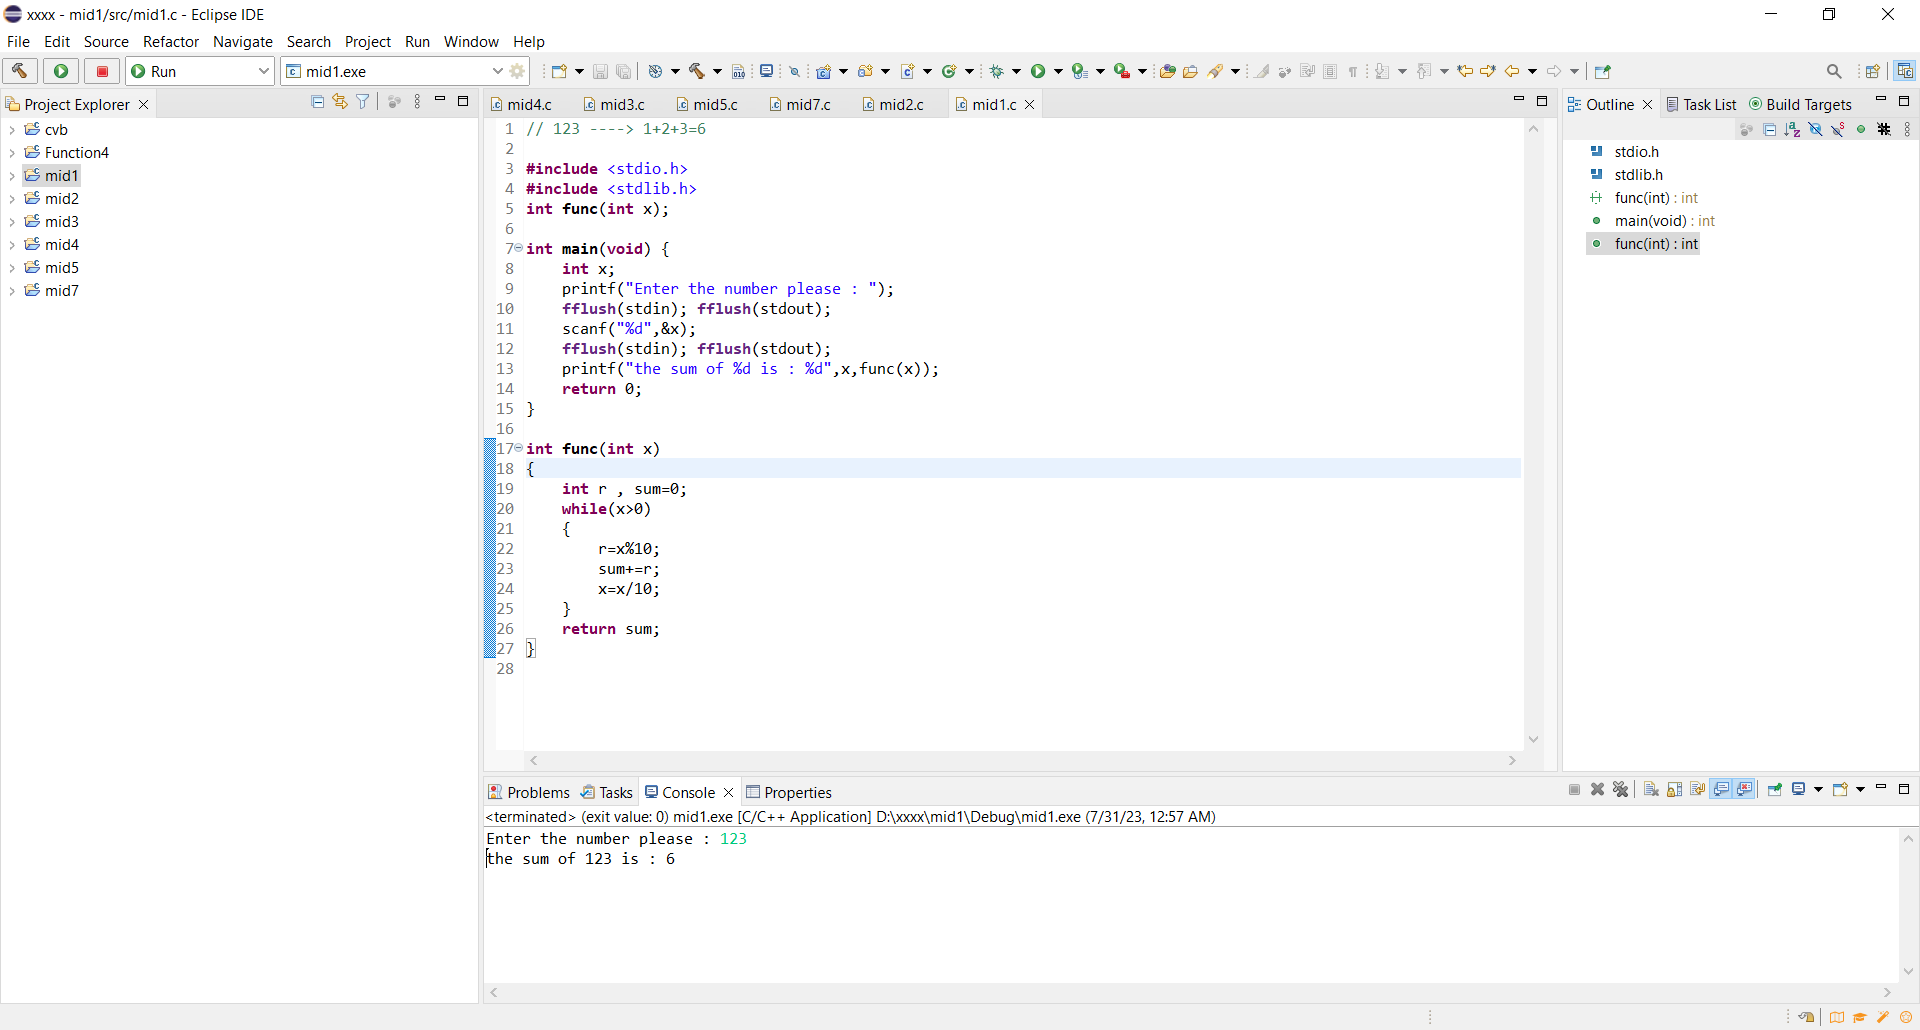 xxxx - mid1/src/mid1.c - Eclipse IDE
File Edit Source Refactor Navigate Search Project Run Window Help
Run mid1.exe
Project Explorer
cvb
Function4
mid1
mid2
mid3
mid4
mid5
mid7
mid4.c mid3.c mid5.c mid7.c mid2.c mid1.c
1 // 123 ----> 1+2+3=6
2
3 #include <stdio.h>
4 #include <stdlib.h>
5 int func(int x);
6
7 int main(void) {
8     int x;
9     printf("Enter the number please : ");
10     fflush(stdin); fflush(stdout);
11     scanf("%d",&x);
12     fflush(stdin); fflush(stdout);
13     printf("the sum of %d is : %d",x,func(x));
14     return 0;
15 }
16
17 int func(int x)
18 {
19     int r , sum=0;
20     while(x>0)
21     {
22         r=x%10;
23         sum+=r;
24         x=x/10;
25     }
26     return sum;
27 }
28
Outline Task List Build Targets
stdio.h
stdlib.h
func(int) : int
main(void) : int
func(int) : int
Problems Tasks Console Properties
<terminated> (exit value: 0) mid1.exe [C/C++ Application] D:\xxxx\mid1\Debug\mid1.exe (7/31/23, 12:57 AM)
Enter the number please : 123
the sum of 123 is : 6